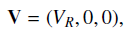 V = (V_R, 0, 0),